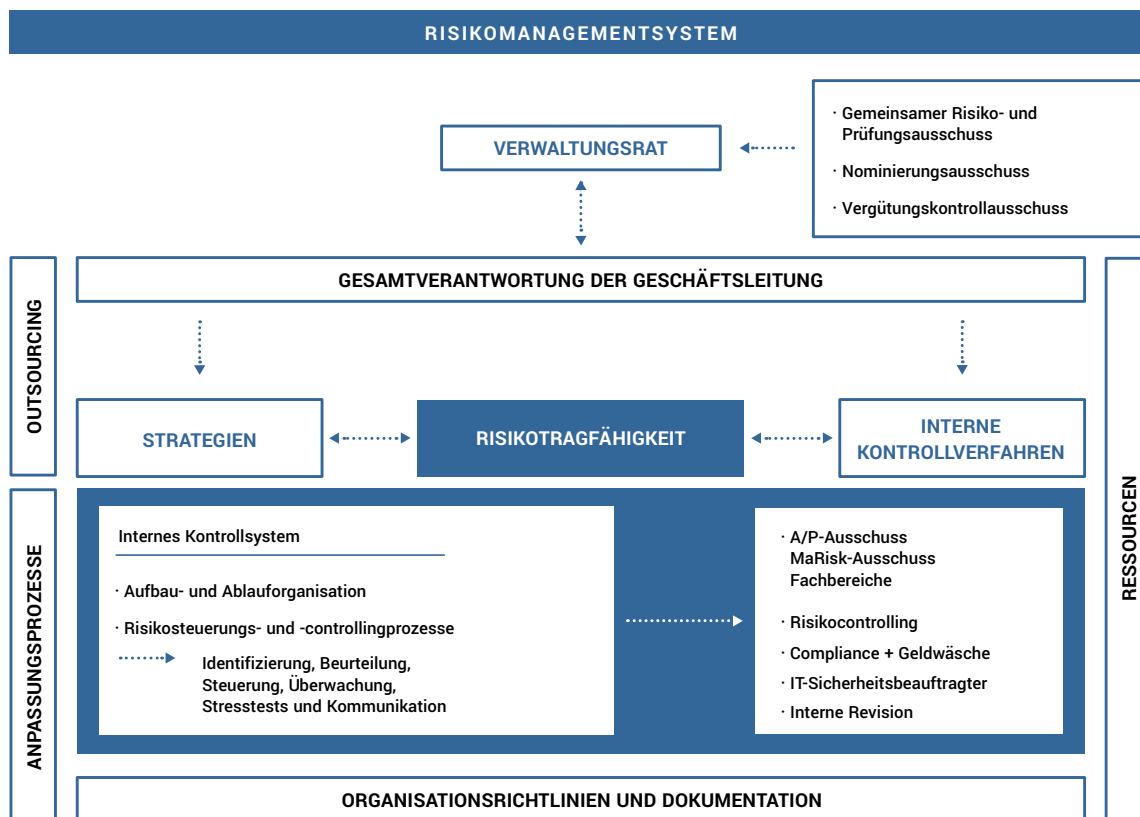 RISIKOMANAGEMENTSYSTEM
· Gemeinsamer Risiko- und
Prüfungsausschuss
· Nominierungsausschuss
· Vergütungskontrollausschuss
VERWALTUNGSRAT
GESAMTVERANTWORTUNG DER GESCHÄFTSLEITUNG
OUTSOURCING
STRATEGIEN
RISIKOTRAGFÄHIGKEIT
INTERNE
KONTROLLVERFAHREN
RESSOURCEN
ANPASSUNGSPROZESSE
Internes Kontrollsystem
· Aufbau- und Ablauforganisation
· Risikosteuerungs- und -controllingprozesse
Identifizierung, Beurteilung,
Steuerung, Überwachung,
Stresstests und Kommunikation
· A/P-Ausschuss
MaRisk-Ausschuss
Fachbereiche
· Risikocontrolling
· Compliance + Geldwäsche
· IT-Sicherheitsbeauftragter
· Interne Revision
ORGANISATIONSRICHTLINIEN UND DOKUMENTATION